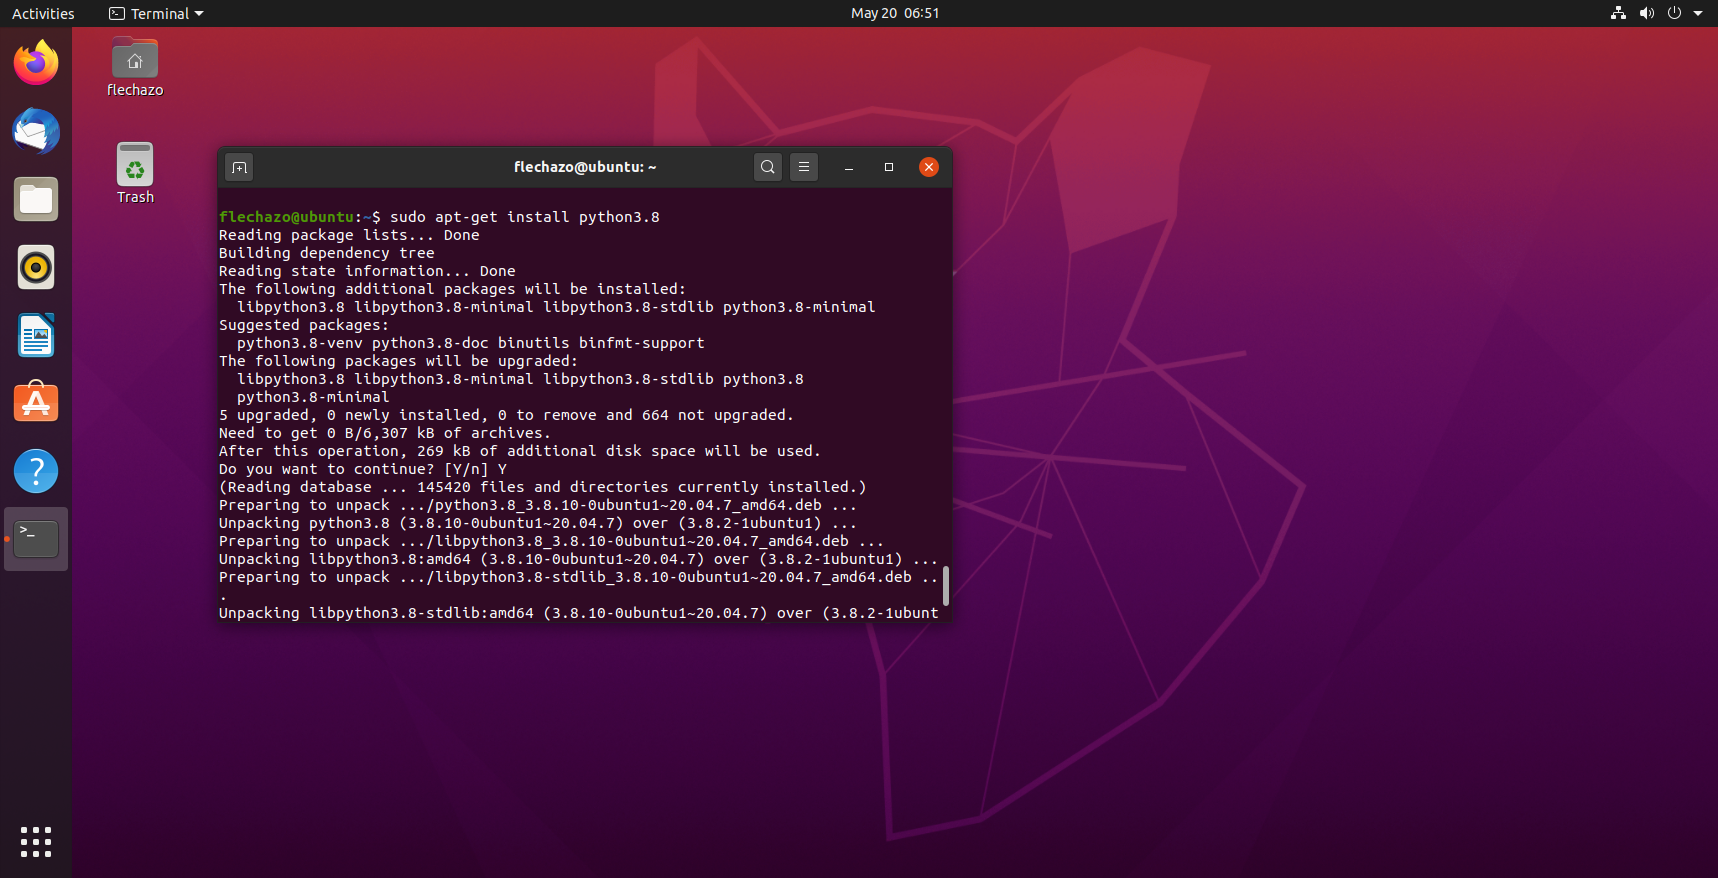 Activities
Terminal
May 20 06:51
flechazo
Trash
flechazo@ubuntu: ~
flechazo@ubuntu:~$ sudo apt-get install python3.8
Reading package lists... Done
Building dependency tree
Reading state information... Done
The following additional packages will be installed:
libpython3.8 libpython3.8-minimal libpython3.8-stdlib python3.8-minimal
Suggested packages:
python3.8-venv python3.8-doc binutils binfmt-support
The following packages will be upgraded:
libpython3.8 libpython3.8-minimal libpython3.8-stdlib python3.8
python3.8-minimal
5 upgraded, 0 newly installed, 0 to remove and 664 not upgraded.
Need to get 0 B/6,307 kB of archives.
After this operation, 269 kB of additional disk space will be used.
Do you want to continue? [Y/n] Y
(Reading database ... 145420 files and directories currently installed.)
Preparing to unpack .../python3.8_3.8.10-0ubuntu1~20.04.7_amd64.deb ...
Unpacking python3.8 (3.8.10-0ubuntu1~20.04.7) over (3.8.2-1ubuntu1) ...
Preparing to unpack .../libpython3.8_3.8.10-0ubuntu1~20.04.7_amd64.deb ...
Unpacking libpython3.8:amd64 (3.8.10-0ubuntu1~20.04.7) over (3.8.2-1ubuntu1) ...
Preparing to unpack .../libpython3.8-stdlib_3.8.10-0ubuntu1~20.04.7_amd64.deb ..
.
Unpacking libpython3.8-stdlib:amd64 (3.8.10-0ubuntu1~20.04.7) over (3.8.2-1ubunt